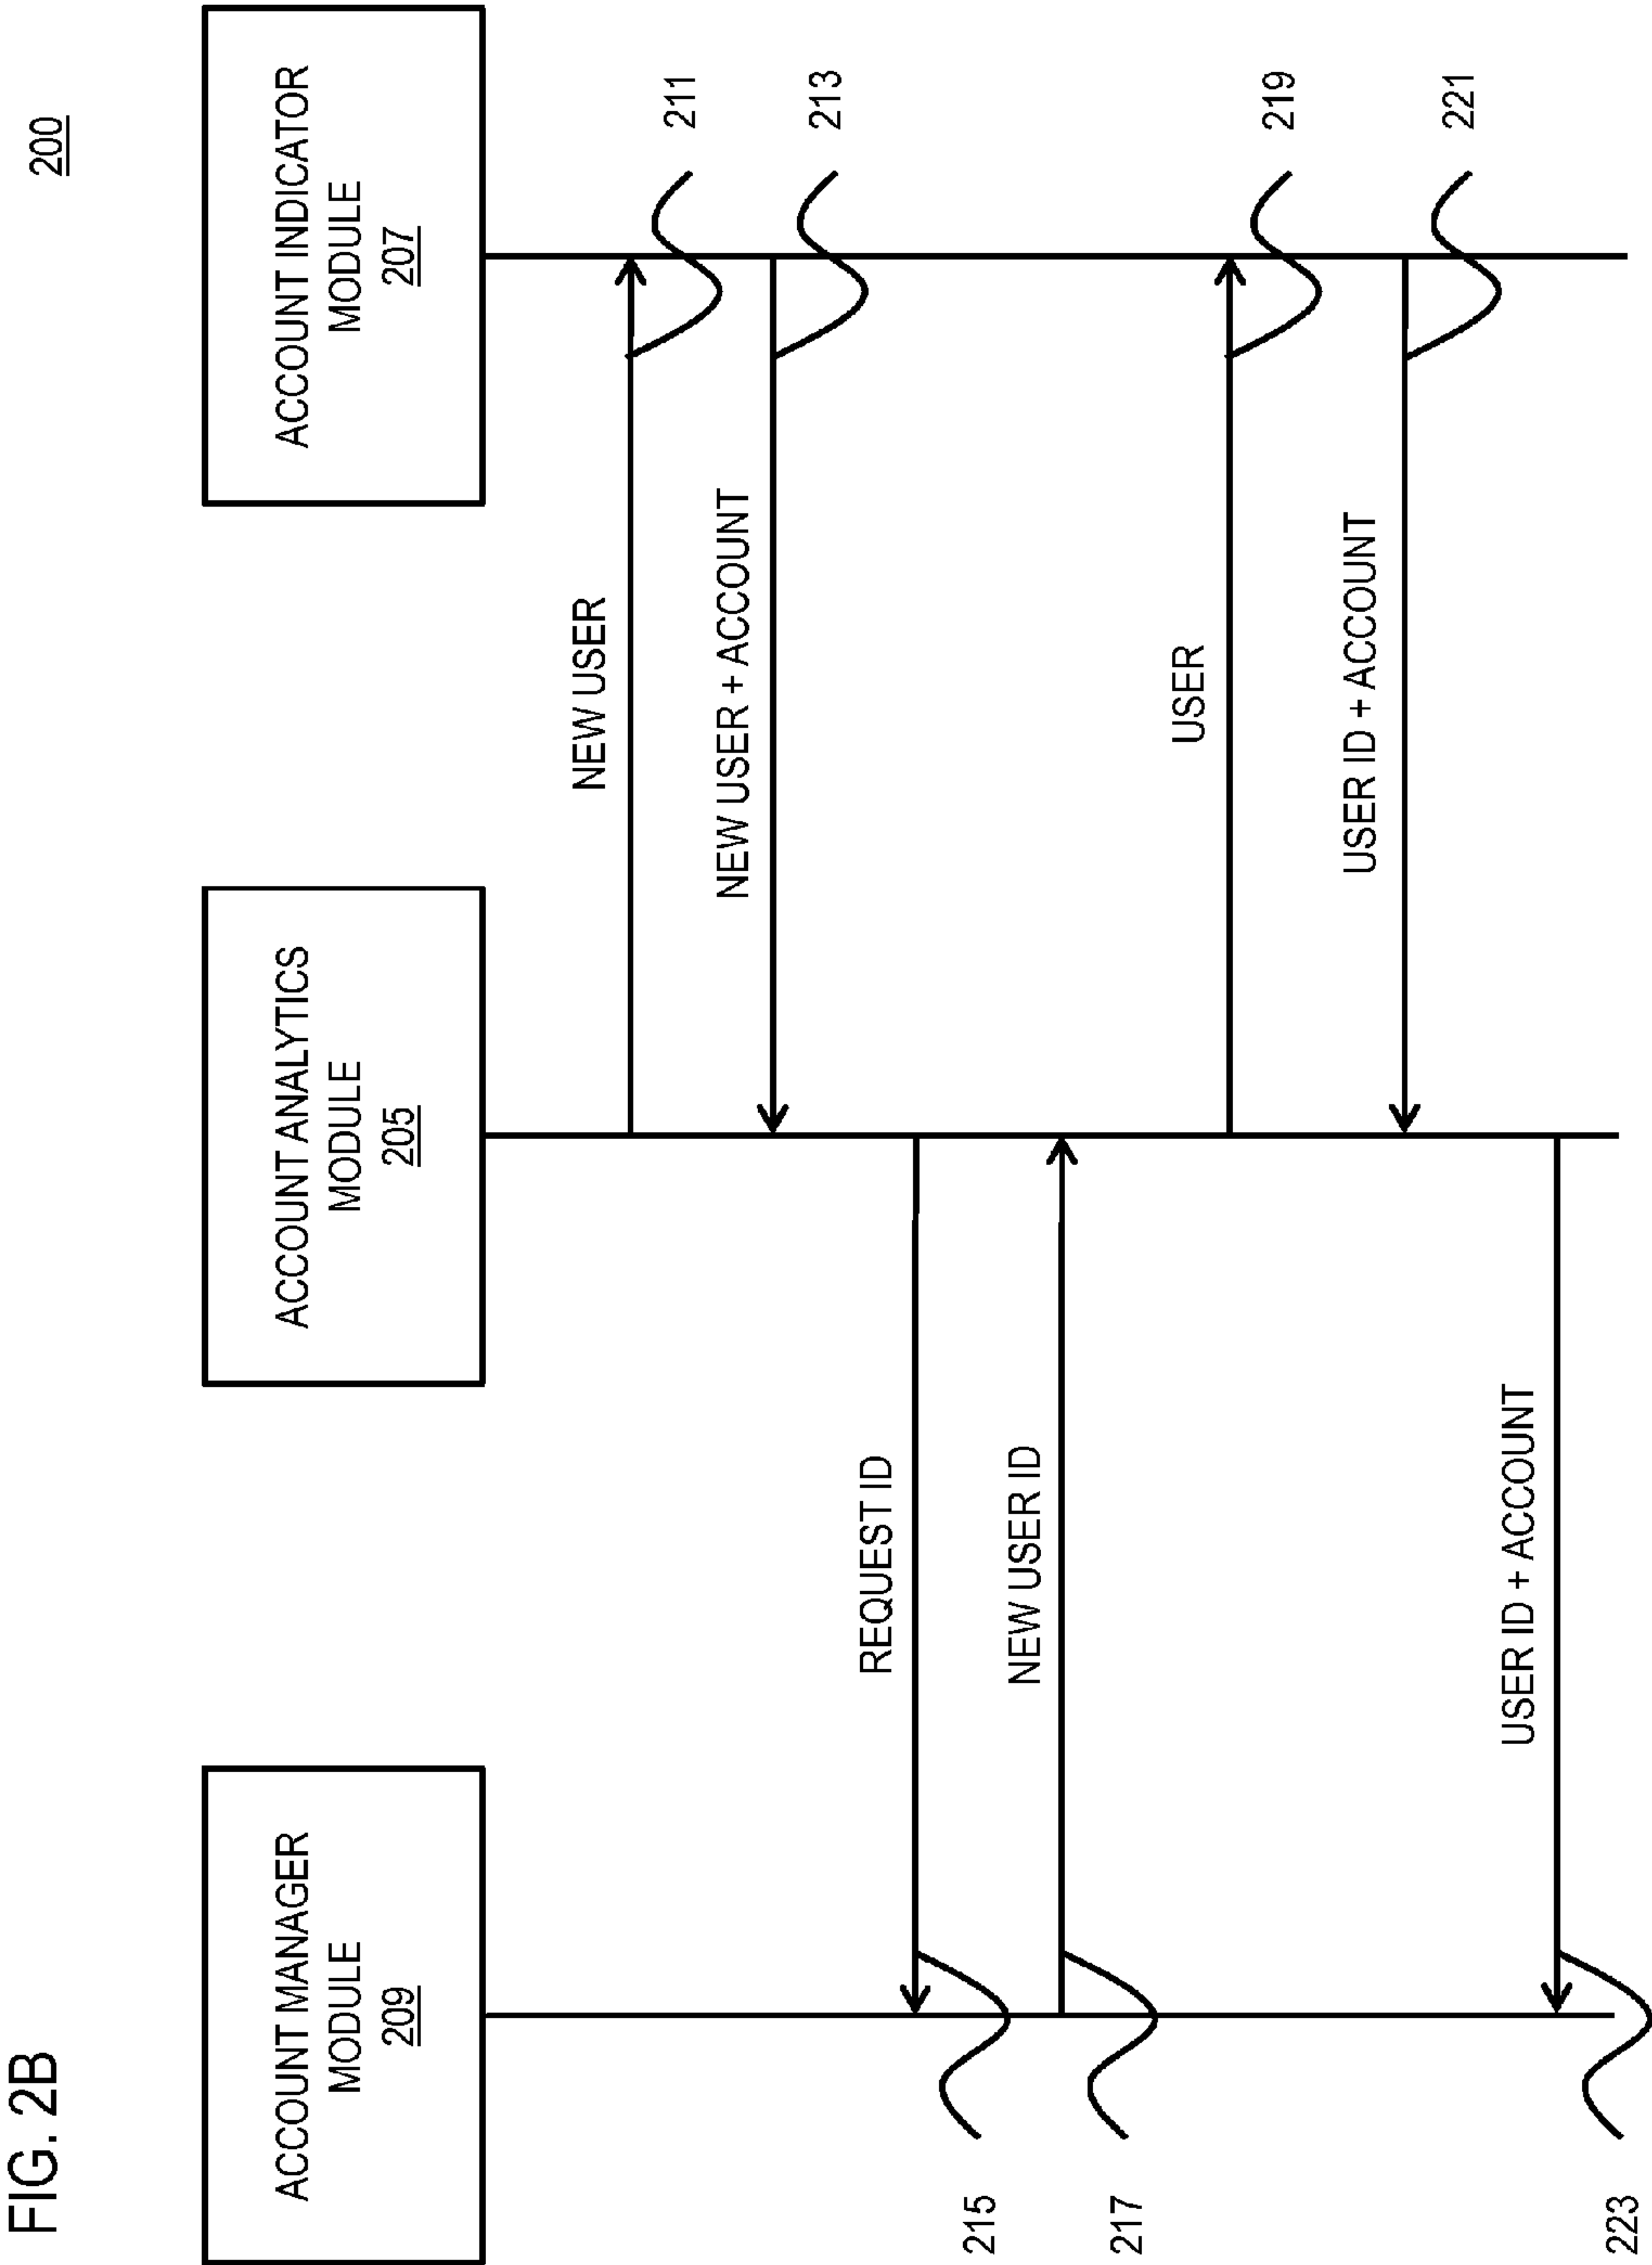 FIG. 2B
200
ACCOUNT MANAGER
MODULE
209
ACCOUNT ANALYTICS
MODULE
205
ACCOUNT INDICATOR
MODULE
207
NEW USER
211
NEW USER + ACCOUNT
213
REQUEST ID
215
NEW USER ID
217
USER
219
USER ID + ACCOUNT
221
USER ID + ACCOUNT
223